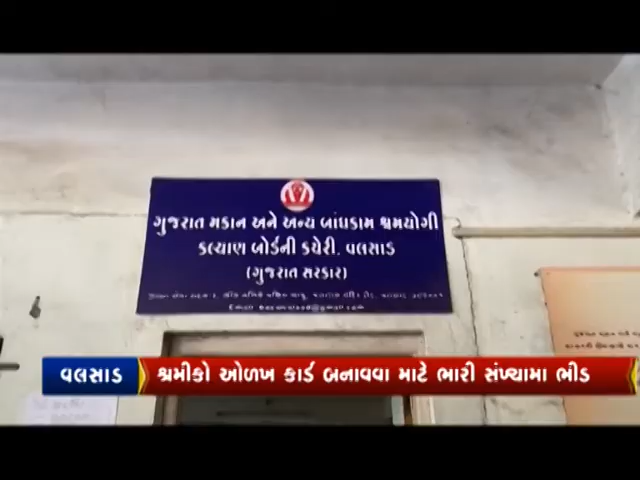 ગુજરાત મકાન અને અન્ય બાંધકામ શ્રમયોગી
કલ્યાણ બોર્ડની કચેરી. વલસાડ
(ગુજરાત સરકાર)
વલસાડ
શ્રમીકો ઓળખ કાર્ડ બનાવવા માટે ભારી સંખ્યામા ભીડ